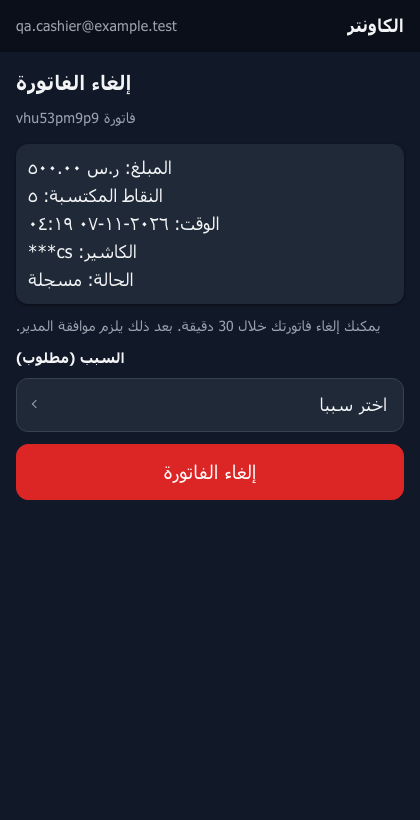 الكاونتر
qa.cashier@example.test
إلغاء الفاتورة
فاتورة vhu53pm9p9
المبلغ: ر.س ٥٠٠.٠٠
النقاط المكتسبة: ٥
الوقت: ٢٠٢٦-١١-٠٧ ٠٤:١٩
الكاشير: cs***
الحالة: مسجلة
يمكنك إلغاء فاتورتك خلال 30 دقيقة. بعد ذلك يلزم موافقة المدير.
السبب (مطلوب)
اختر سببا
إلغاء الفاتورة